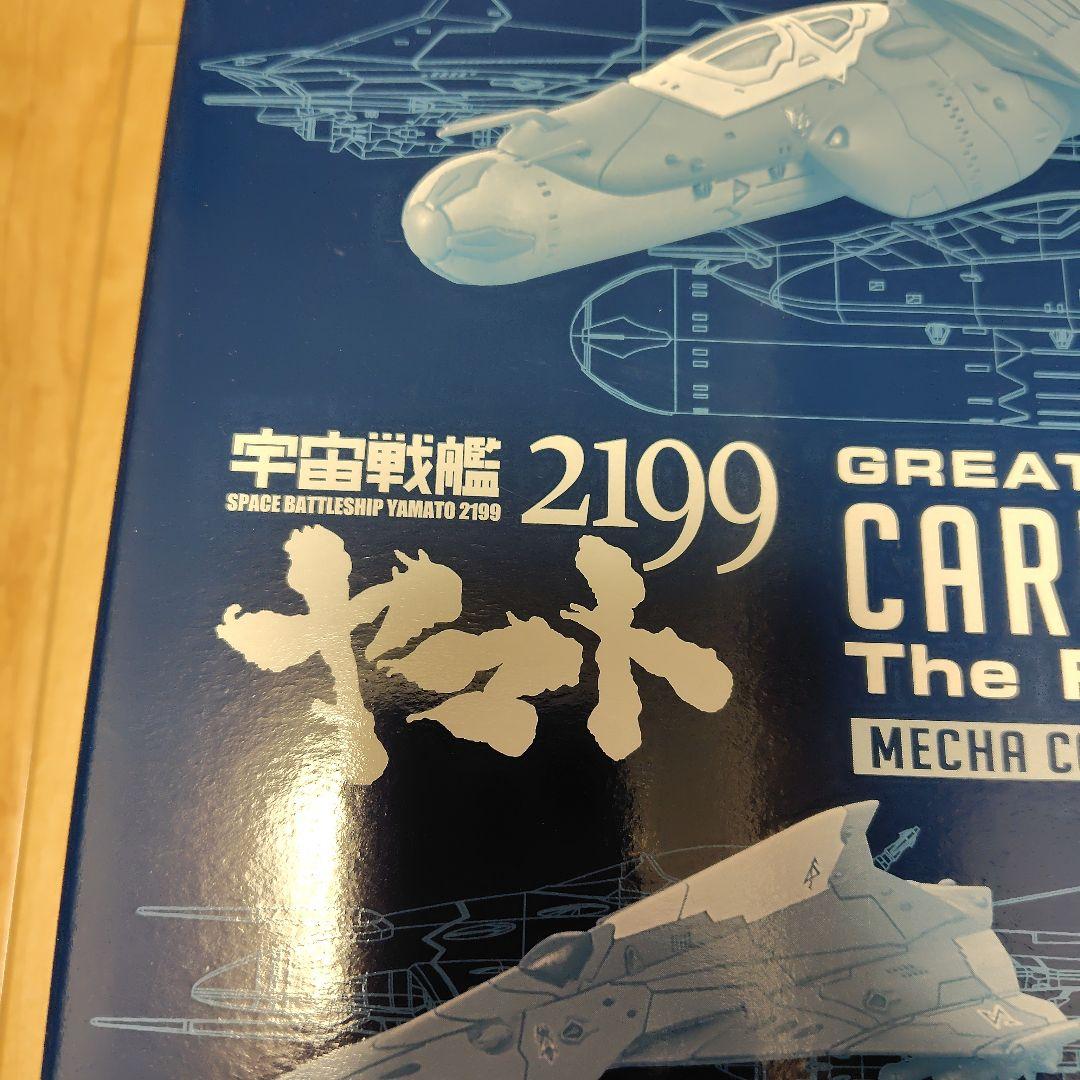 宇宙戦艦 2199
SPACE BATTLESHIP YAMATO 2199
ヤマト
GREAT
CAR
The
MECHA C